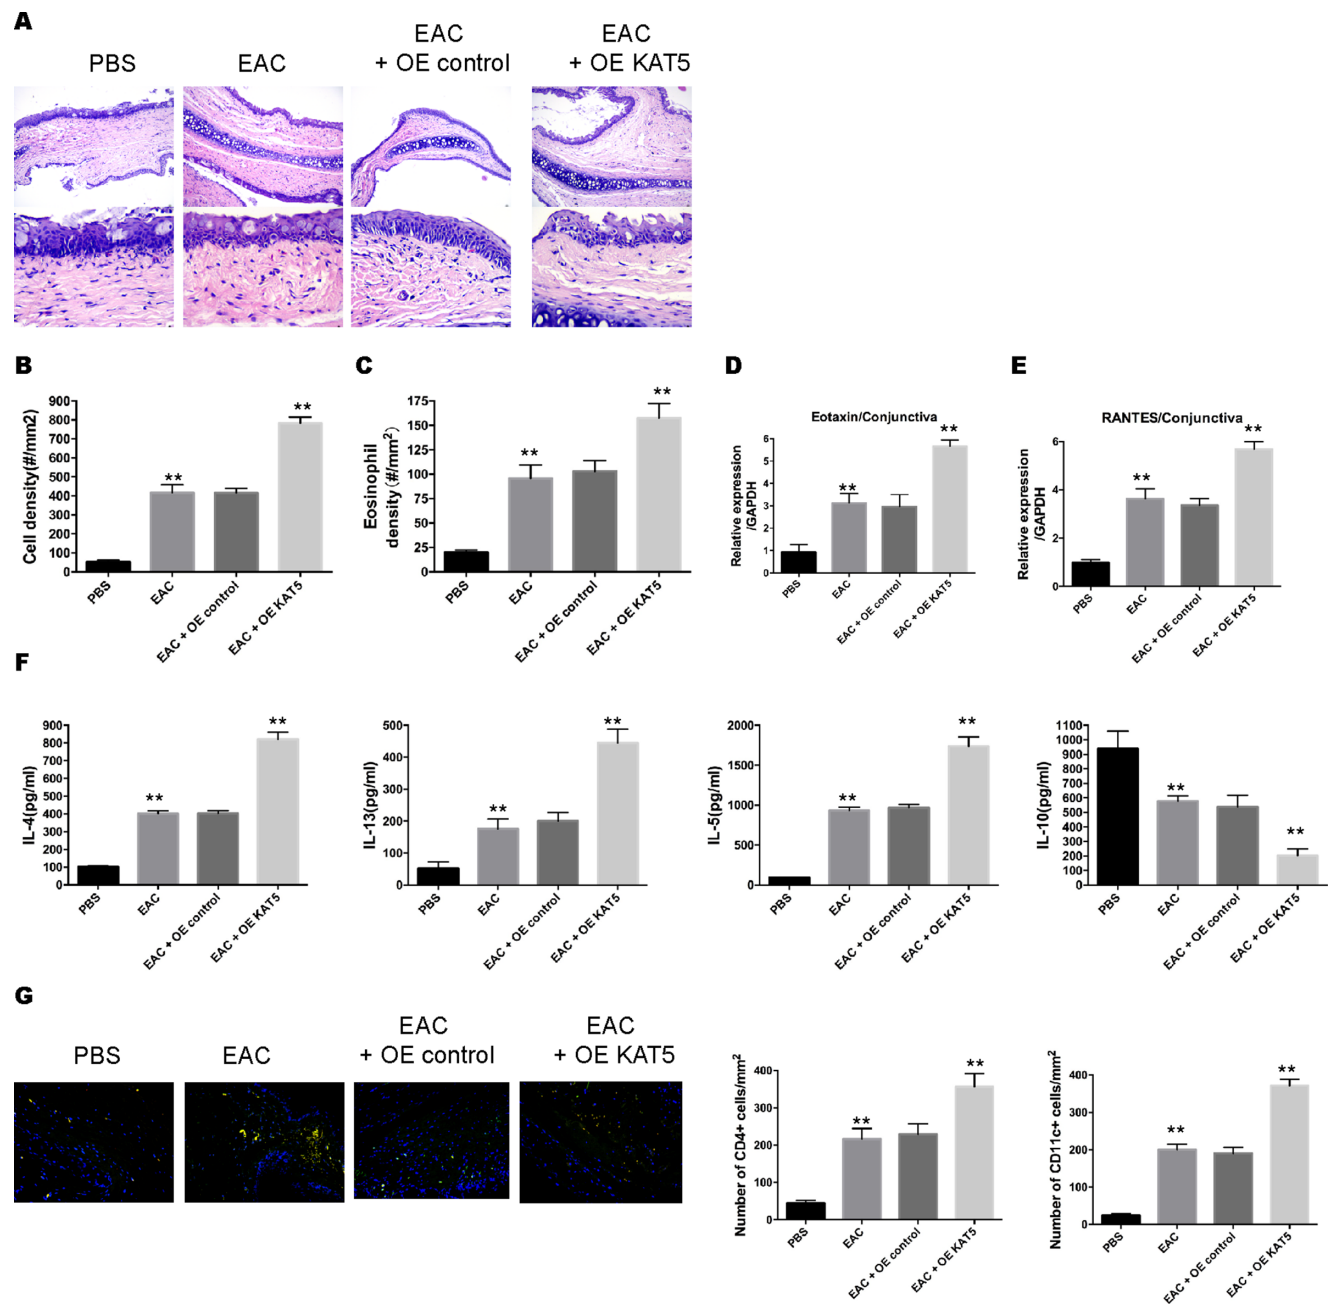 A
PBS
EAC
EAC
+ OE control
EAC
+ OE KAT5
B
Cell density(#/mm2)
900
800
700
600
500
400
300
200
100
0
**
**
PBS
EAC
EAC + OE control
EAC + OE KAT5
C
Eosinophil
density(#/mm²)
175
150
125
100
75
50
25
0
**
**
PBS
EAC
EAC + OE control
EAC + OE KAT5
D
Eotaxin/Conjunctiva
Relative expression
/GAPDH
6
5
4
3
2
1
0
**
**
PBS
EAC
EAC + OE control
EAC + OE KAT5
E
RANTES/Conjunctiva
Relative expression
/GAPDH
6
4
2
0
**
**
PBS
EAC
EAC + OE control
EAC + OE KAT5
F
IL-4(pg/ml)
900
800
700
600
500
400
300
200
100
0
**
**
PBS
EAC
EAC + OE control
EAC + OE KAT5
IL-13(pg/ml)
500
400
300
200
100
0
**
**
PBS
EAC
EAC + OE control
EAC + OE KAT5
IL-5(pg/ml)
2000
1500
1000
500
0
**
**
PBS
EAC
EAC + OE control
EAC + OE KAT5
IL-10(pg/ml)
1100
1000
900
800
700
600
500
400
300
200
100
0
**
**
PBS
EAC
EAC + OE control
EAC + OE KAT5
G
PBS
EAC
EAC
+ OE control
EAC
+ OE KAT5
Number of CD4+ cells/mm²
400
300
200
100
0
**
**
PBS
EAC
EAC + OE control
EAC + OE KAT5
Number of CD11c+ cells/mm²
400
300
200
100
0
**
**
PBS
EAC
EAC + OE control
EAC + OE KAT5